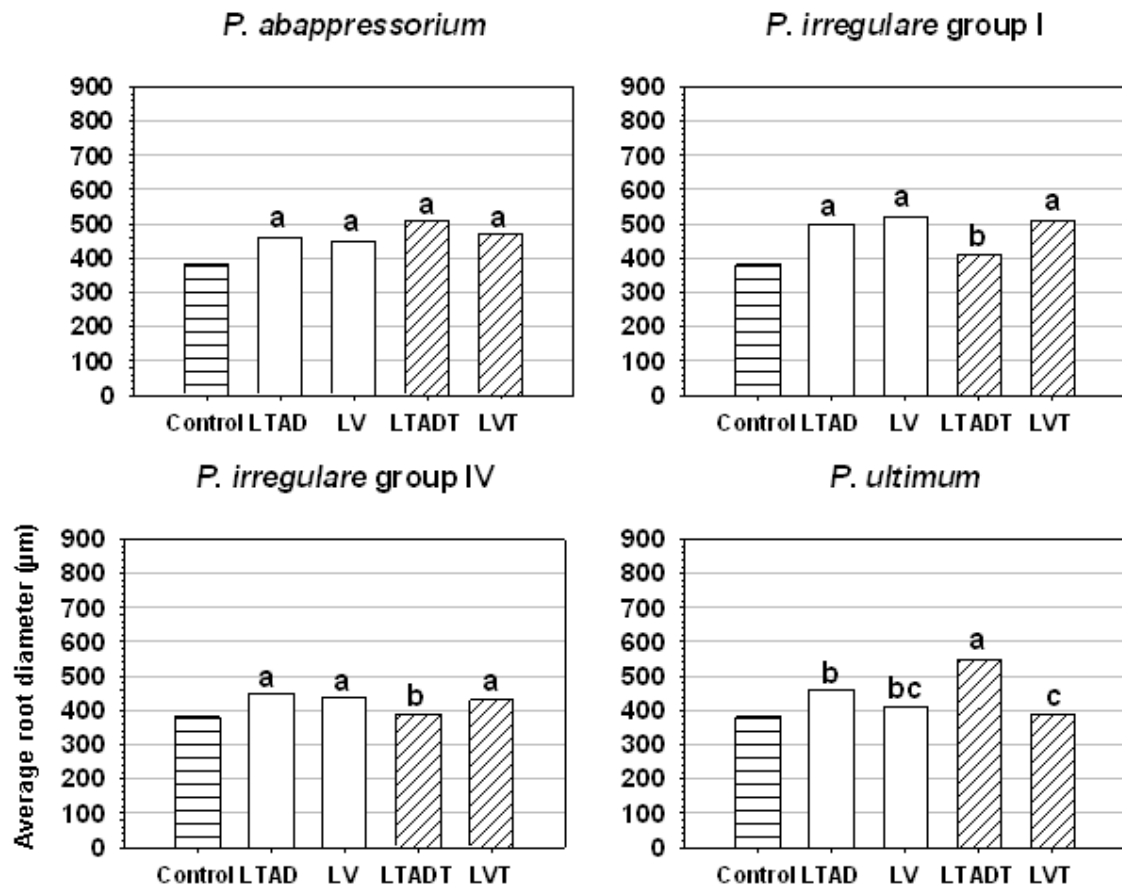 P. abappressorium
900
800
700
600
500
400
300
200
100
0
a
a
a
a
Control LTAD LV LTADT LVT
P. irregulare group I
900
800
700
600
500
400
300
200
100
0
a
a
b
a
Control LTAD LV LTADT LVT
P. irregulare group IV
Average root diameter (µm)
900
800
700
600
500
400
300
200
100
0
a
a
b
a
Control LTAD LV LTADT LVT
P. ultimum
900
800
700
600
500
400
300
200
100
0
b
bc
a
c
Control LTAD LV LTADT LVT